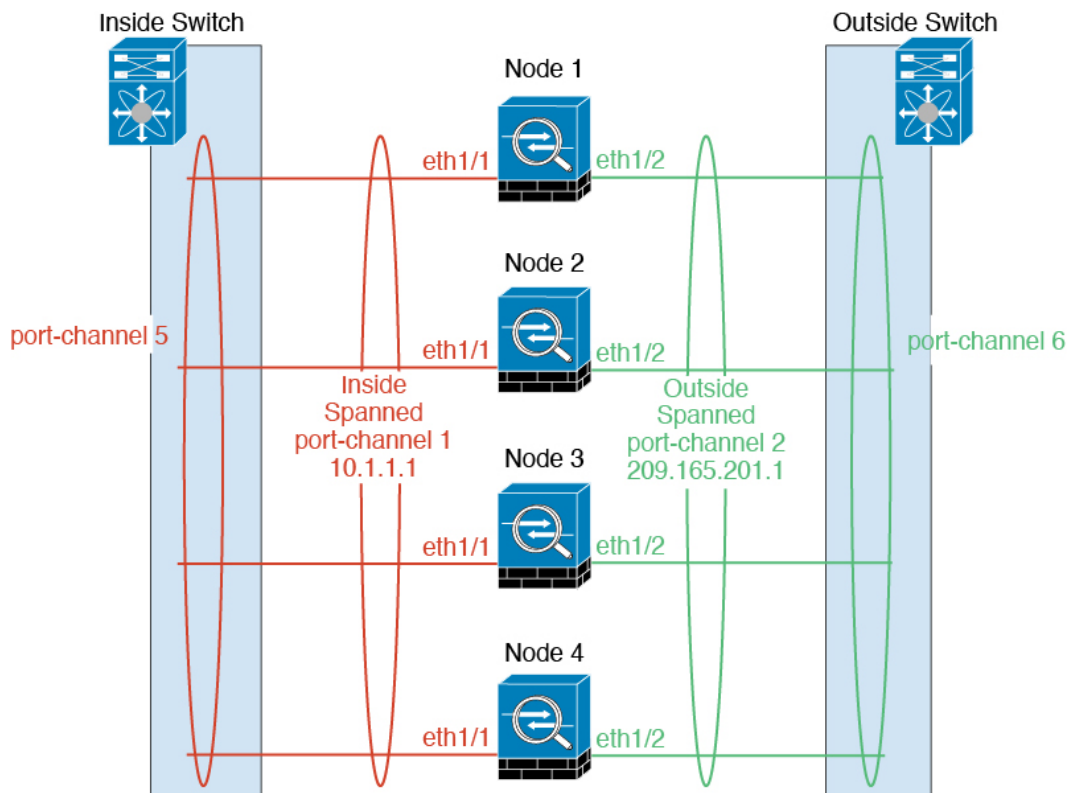 Inside Switch
Outside Switch
Node 1
eth1/1
eth1/2
Node 2
port-channel 5
port-channel 6
eth1/1
eth1/2
Inside
Spanned
port-channel 1
10.1.1.1
Outside
Spanned
port-channel 2
209.165.201.1
Node 3
eth1/1
eth1/2
Node 4
eth1/1
eth1/2